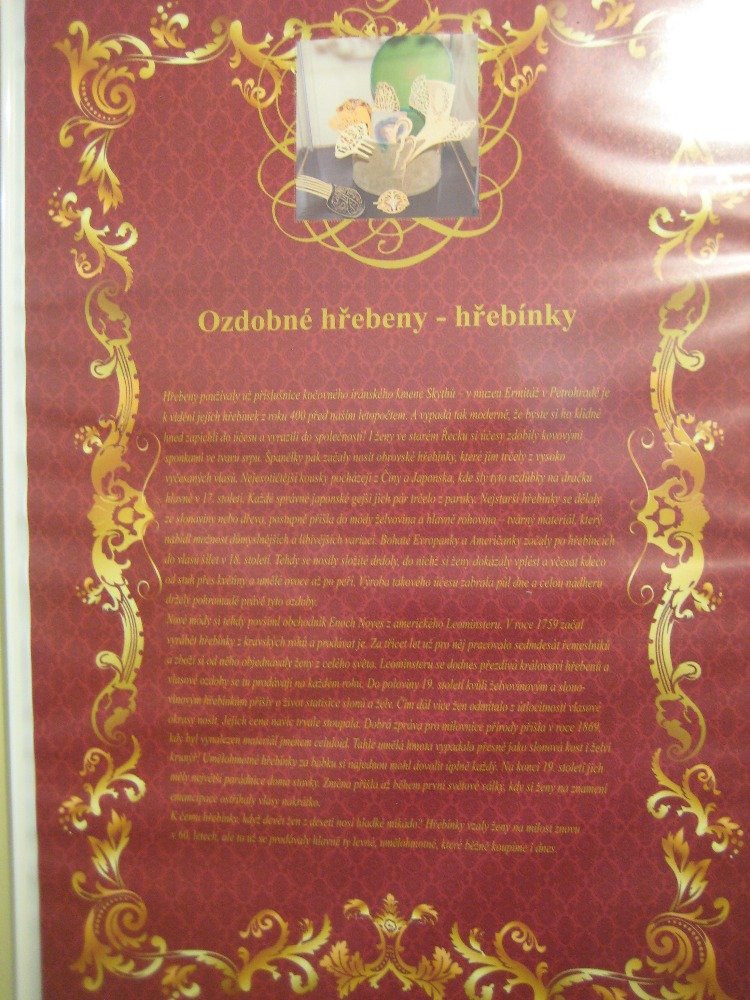 Ozdobné hřebeny - hřebínky
Hřebeny používaly už příslušnice kočovného íránského kmene Skythů – v muzeu Ermitáž v Petrohradě je
k vidění jejich hřebínek z roku 400 před naším letopočtem. A vypadá tak moderně, že byste si ho klidně
hned zapíchli do účesu a vyrazili do společnosti! I ženy ve starém Řecku si účesy zdobily kovovými
sponkami ve tvaru srpu. Španělky pak začaly nosit obrovské hřebínky, které jim trčely z vysoko
vyčesaných vlasů. Nejexotičtější kousky pocházejí z Číny a Japonska, kde šly tyto ozdůbky na dračku
hlavně v 17. století. Každé správné japonské gejši jich pár trčelo z paruky. Nejstarší hřebínky se dělaly
ze slonoviny nebo dřeva, postupně přišla do módy želvovina a hlavně rohovina – tvárný materiál, který
nabídl možnost důmyslnějších a líbivějších variací. Bohaté Evropanky a Američanky začaly po hřebíncích
do vlasů šílet v 18. století. Tehdy se nosily složité drdoly, do nichž si ženy dokázaly vplést a včesat kdeco
od stuh přes květiny a umělé ovoce až po peří. Výroba takového účesu zabrala půl dne a celou nádheru
držely pohromadě právě tyto ozdoby.
Nové módy si tehdy povšiml obchodník Enoch Noyes z amerického Leominsteru. V roce 1759 začal
vyrábět hřebínky z kravských rohů a prodávat je. Za třicet let už pro něj pracovalo sedmdesát řemeslníků
a zboží si od něho objednávaly ženy z celého světa. Leominsteru se dodnes přezdívá království hřebenů a
vlasové ozdoby se tu prodávají na každém rohu. Do poloviny 19. století kvůli želvovinovým a slono-
vinovým hřebínkům přišly o život statisíce slonů a želv. Čím dál více žen odmítalo z útlocitnosti vlasové
okrasy nosit. Jejich cena navíc trvale stoupala. Dobrá zpráva pro milovnice přírody přišla v roce 1869,
kdy byl vynalezen materiál jménem celuloid. Tahle umělá hmota vypadala přesně jako slonová kost i želví
krunýř! Umělohmotné hřebínky za babku si najednou mohl dovolit úplně každý. Na konci 19. století jich
měly největší parádnice doma stovky. Změna přišla až během první světové války, kdy si ženy na znamení
emancipace ostříhaly vlasy nakrátko.
K čemu hřebínky, když devět žen z deseti nosí hladké mikádo? Hřebínky vzaly ženy na milost znovu
v 60. letech, ale to už se prodávaly hlavně ty levné, umělohmotné, které běžně koupíme i dnes.